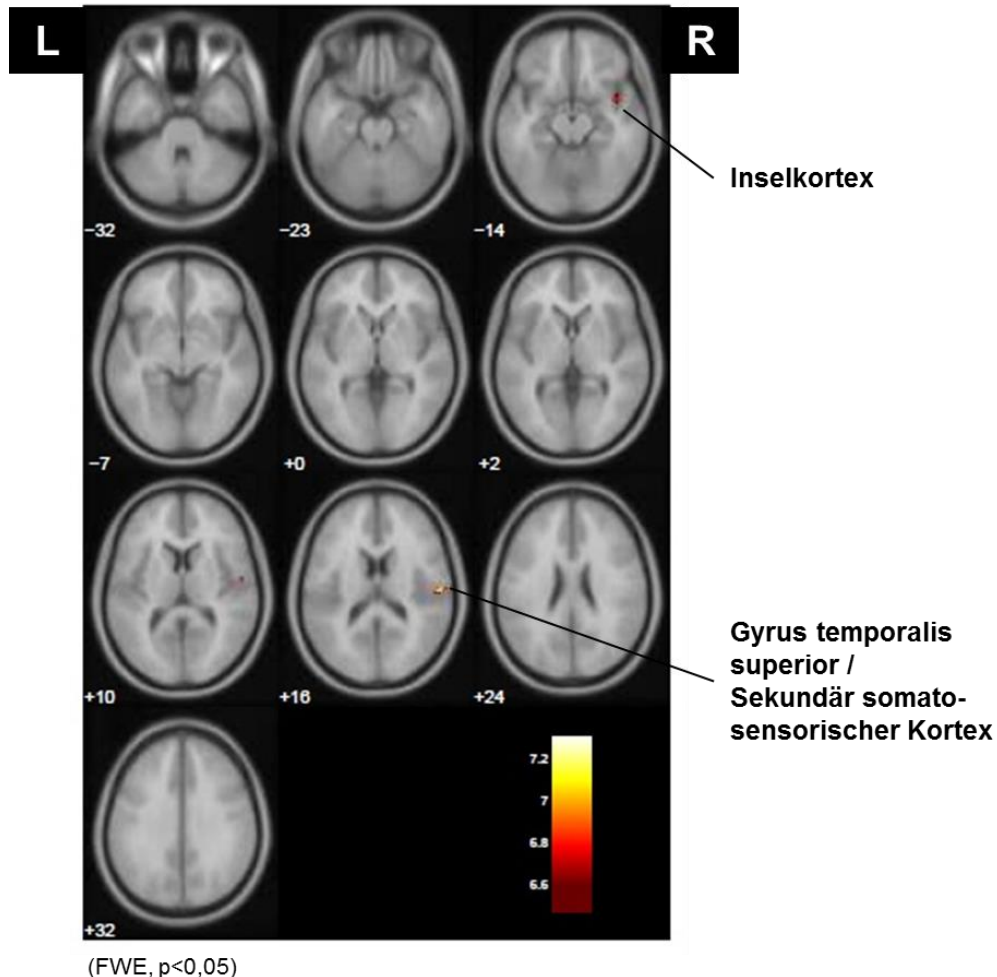 L
R
−32
−23
−14
Inselkortex
−7
+0
+2
+10
+16
+24
Gyrus temporalis
superior /
Sekundär somato-
sensorischer Kortex
+32
7.2
7
6.8
6.6
(FWE, p<0,05)